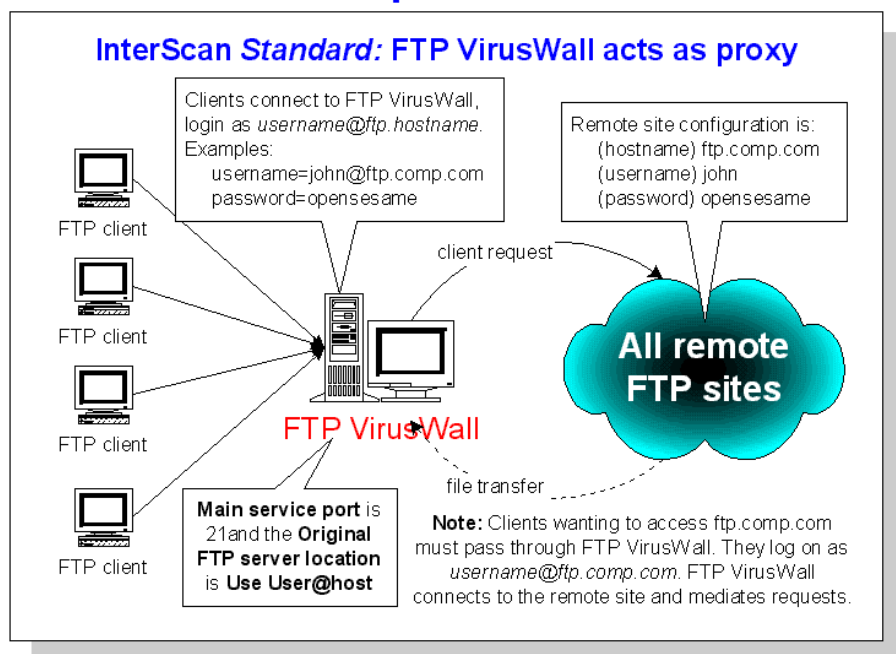 InterScan Standard: FTP VirusWall acts as proxy
Clients connect to FTP VirusWall,
login as username@ftp.hostname.
Examples:
username=john@ftp.comp.com
password=opensesame
Remote site configuration is:
(hostname) ftp.comp.com
(username) john
(password) opensesame
FTP client
FTP client
FTP client
FTP client
client request
All remote
FTP sites
FTP VirusWall
file transfer
Main service port is
21and the Original
FTP server location
is Use User@host
Note: Clients wanting to access ftp.comp.com
must pass through FTP VirusWall. They log on as
username@ftp.comp.com. FTP VirusWall
connects to the remote site and mediates requests.